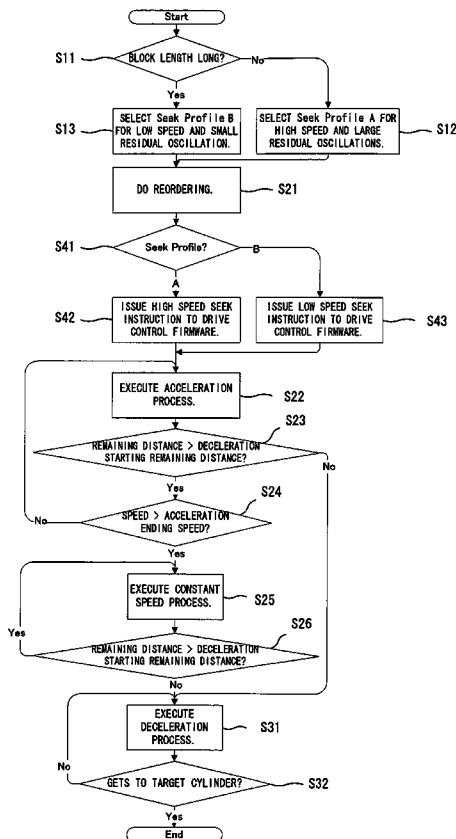 Start
S11
BLOCK LENGTH LONG?
No
Yes
S13
SELECT Seek Profile B
FOR LOW SPEED AND SMALL
RESIDUAL OSCILLATION.
SELECT Seek Profile A FOR
HIGH SPEED AND LARGE
RESIDUAL OSCILLATIONS.
S12
DO REORDERING.
S21
S41
Seek Profile?
B
A
S42
ISSUE HIGH SPEED SEEK
INSTRUCTION TO DRIVE
CONTROL FIRMWARE.
ISSUE LOW SPEED SEEK
INSTRUCTION TO DRIVE
CONTROL FIRMWARE.
S43
EXECUTE ACCELERATION
PROCESS.
S22
S23
REMAINING DISTANCE > DECELERATION
STARTING REMAINING DISTANCE?
No
Yes
S24
No
SPEED > ACCELERATION
ENDING SPEED?
Yes
EXECUTE CONSTANT
SPEED PROCESS.
S25
Yes
S26
REMAINING DISTANCE > DECELERATION
STARTING REMAINING DISTANCE?
No
EXECUTE
DECELERATION
PROCESS.
S31
No
GETS TO TARGET CYLINDER?
S32
Yes
End